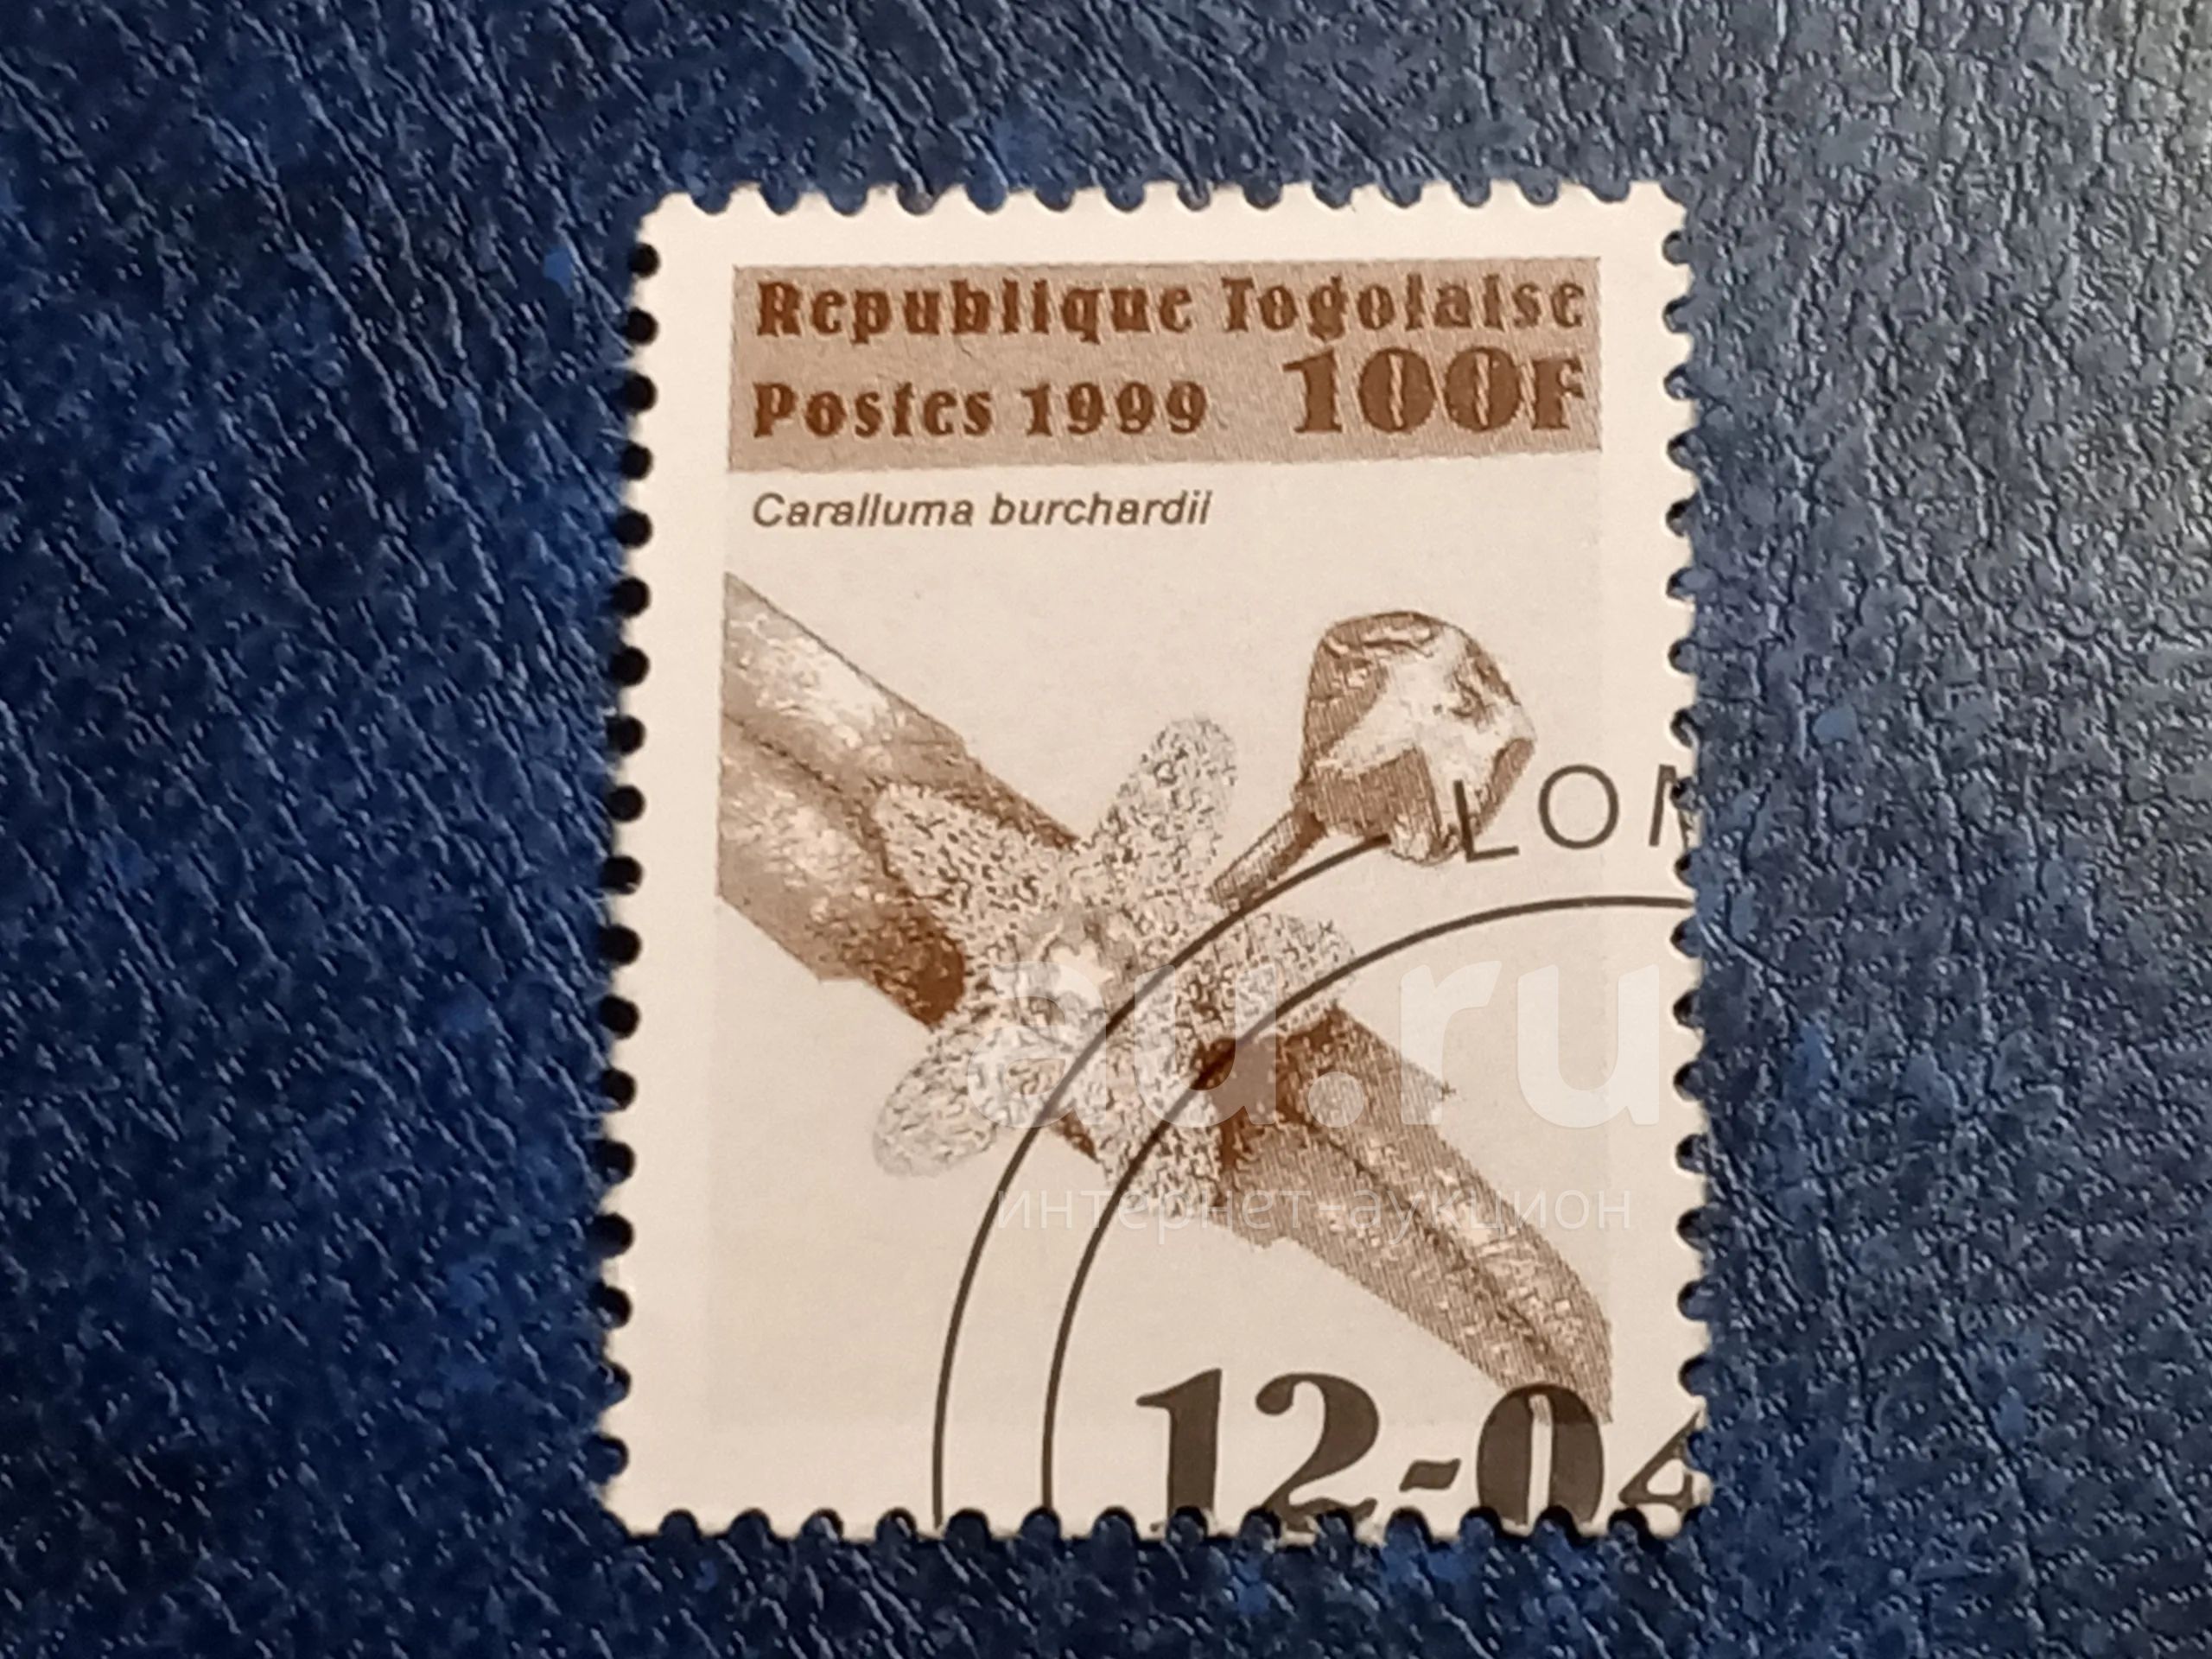 Republique Togolaise
Postes 1999 100F
Caralluma burchardii
LOM
au.ru
интернет-аукцион
12-04